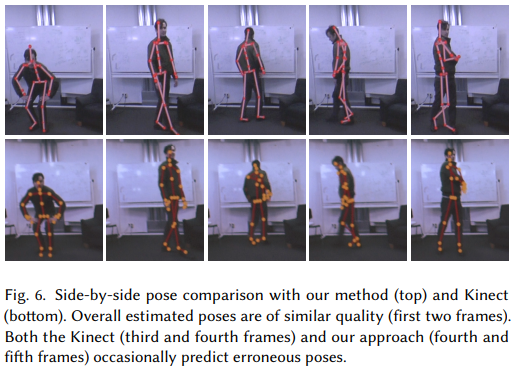 Fig. 6. Side-by-side pose comparison with our method (top) and Kinect
(bottom). Overall estimated poses are of similar quality (first two frames).
Both the Kinect (third and fourth frames) and our approach (fourth and
fifth frames) occasionally predict erroneous poses.